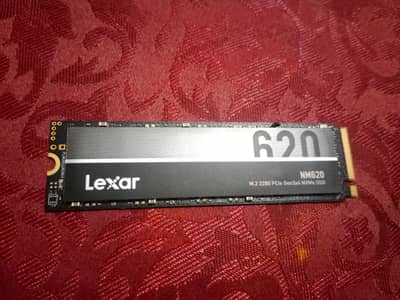 620
NM620
Lexar
M.2 2280 PCIe Gen3x4 NVMe SSD